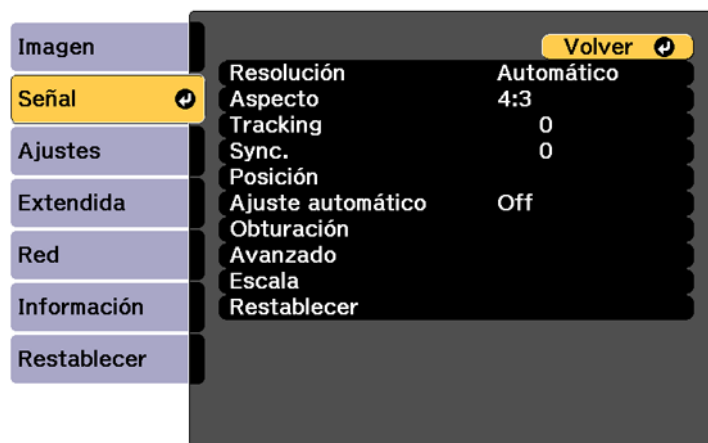 Imagen
Señal
Ajustes
Extendida
Red
Información
Restablecer
Volver
Resolución Automático
Aspecto 4:3
Tracking 0
Sync. 0
Posición
Ajuste automático Off
Obturación
Avanzado
Escala
Restablecer